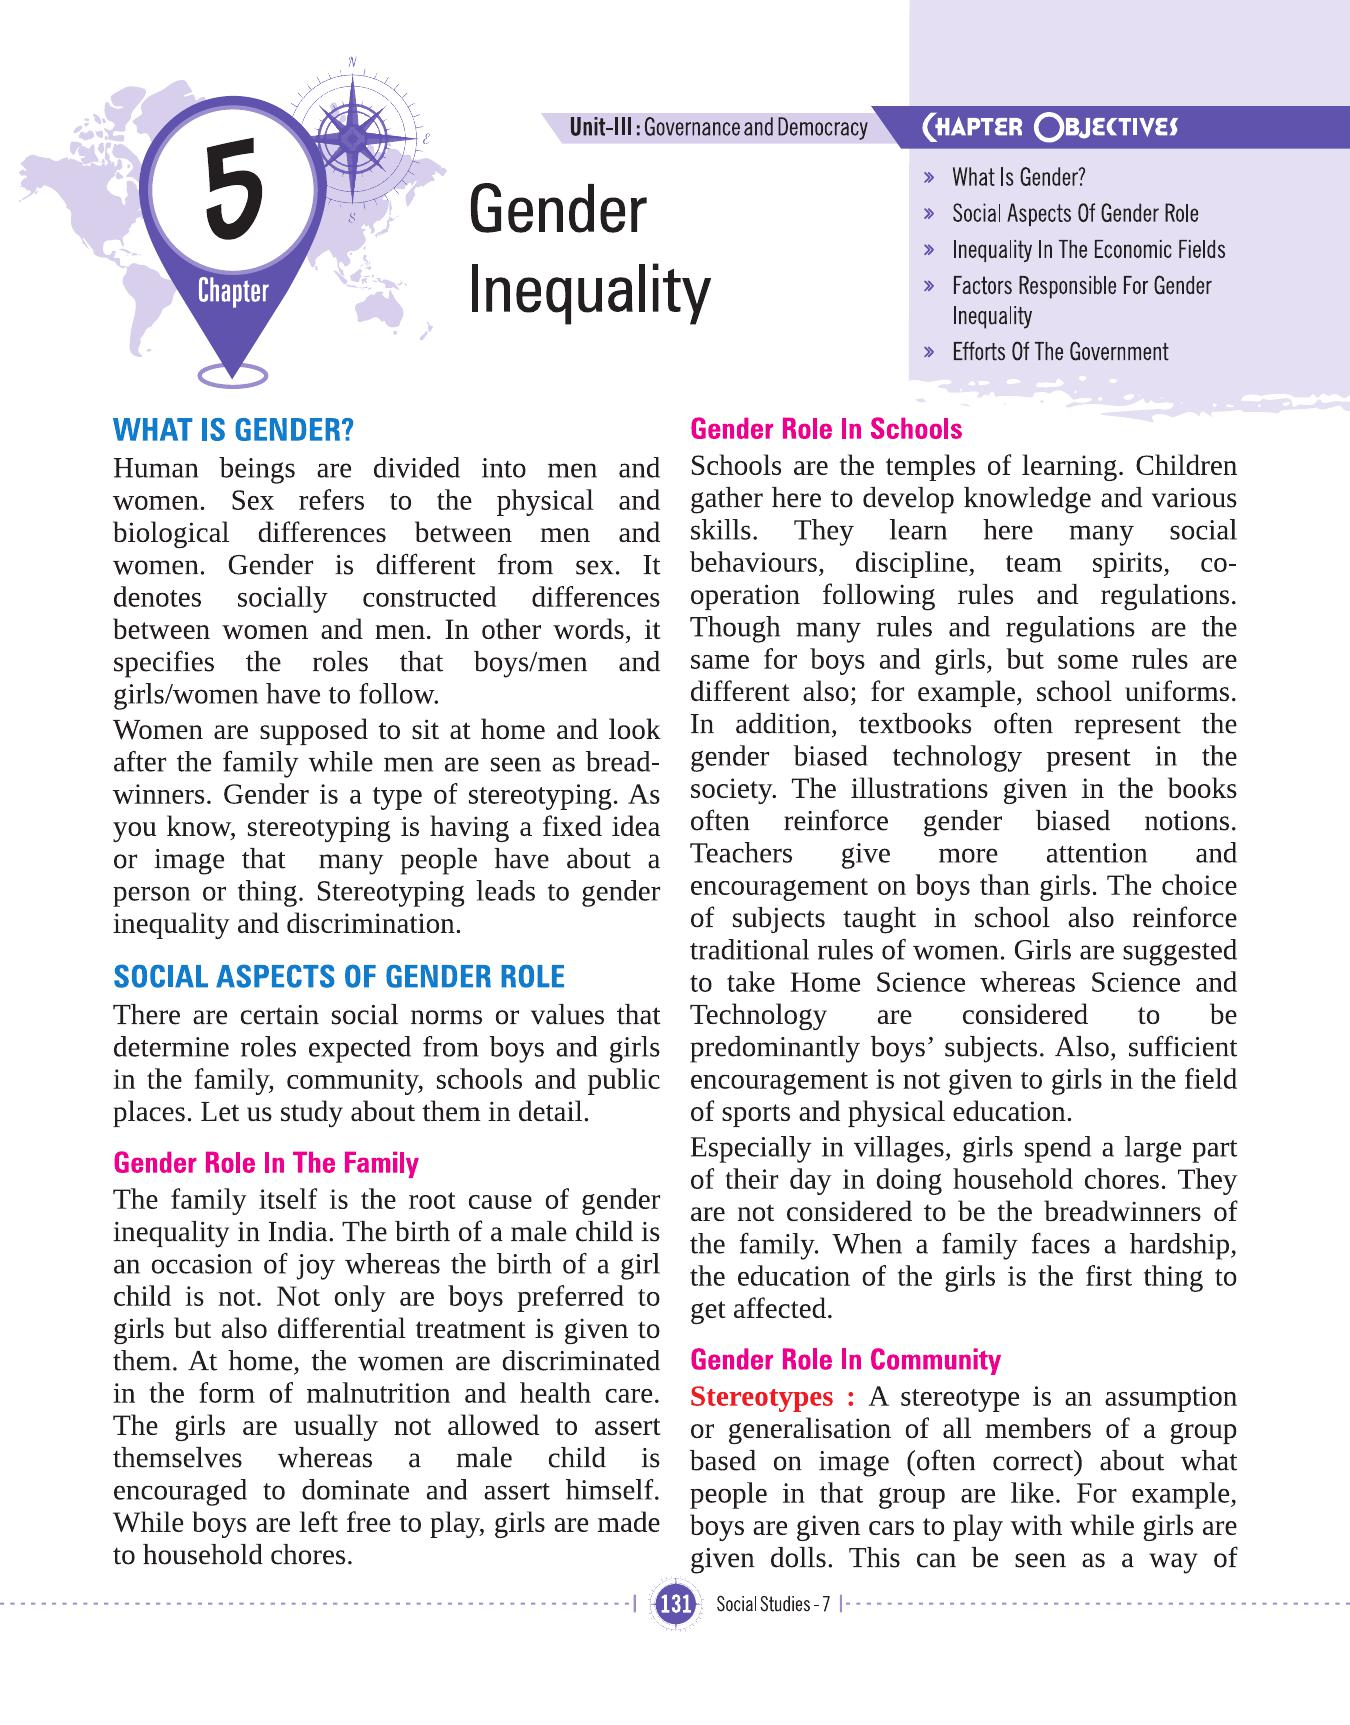 N
E
S
5
Chapter
Gender
Inequality
Unit-III : Governance and Democracy
CHAPTER OBJECTIVES
» What Is Gender?
» Social Aspects Of Gender Role
» Inequality In The Economic Fields
» Factors Responsible For Gender
Inequality
» Efforts Of The Government
WHAT IS GENDER?
Human beings are divided into men and
women. Sex refers to the physical and
biological differences between men and
women. Gender is different from sex. It
denotes socially constructed differences
between women and men. In other words, it
specifies the roles that boys/men and
girls/women have to follow.
Women are supposed to sit at home and look
after the family while men are seen as bread-
winners. Gender is a type of stereotyping. As
you know, stereotyping is having a fixed idea
or image that many people have about a
person or thing. Stereotyping leads to gender
inequality and discrimination.
SOCIAL ASPECTS OF GENDER ROLE
There are certain social norms or values that
determine roles expected from boys and girls
in the family, community, schools and public
places. Let us study about them in detail.
Gender Role In The Family
The family itself is the root cause of gender
inequality in India. The birth of a male child is
an occasion of joy whereas the birth of a girl
child is not. Not only are boys preferred to
girls but also differential treatment is given to
them. At home, the women are discriminated
in the form of malnutrition and health care.
The girls are usually not allowed to assert
themselves whereas a male child is
encouraged to dominate and assert himself.
While boys are left free to play, girls are made
to household chores.
Gender Role In Schools
Schools are the temples of learning. Children
gather here to develop knowledge and various
skills. They learn here many social
behaviours, discipline, team spirits, co-
operation following rules and regulations.
Though many rules and regulations are the
same for boys and girls, but some rules are
different also; for example, school uniforms.
In addition, textbooks often represent the
gender biased technology present in the
society. The illustrations given in the books
often reinforce gender biased notions.
Teachers give more attention and
encouragement on boys than girls. The choice
of subjects taught in school also reinforce
traditional rules of women. Girls are suggested
to take Home Science whereas Science and
Technology are considered to be
predominantly boys’ subjects. Also, sufficient
encouragement is not given to girls in the field
of sports and physical education.
Especially in villages, girls spend a large part
of their day in doing household chores. They
are not considered to be the breadwinners of
the family. When a family faces a hardship,
the education of the girls is the first thing to
get affected.
Gender Role In Community
Stereotypes : A stereotype is an assumption
or generalisation of all members of a group
based on image (often correct) about what
people in that group are like. For example,
boys are given cars to play with while girls are
given dolls. This can be seen as a way of
131
Social Studies - 7